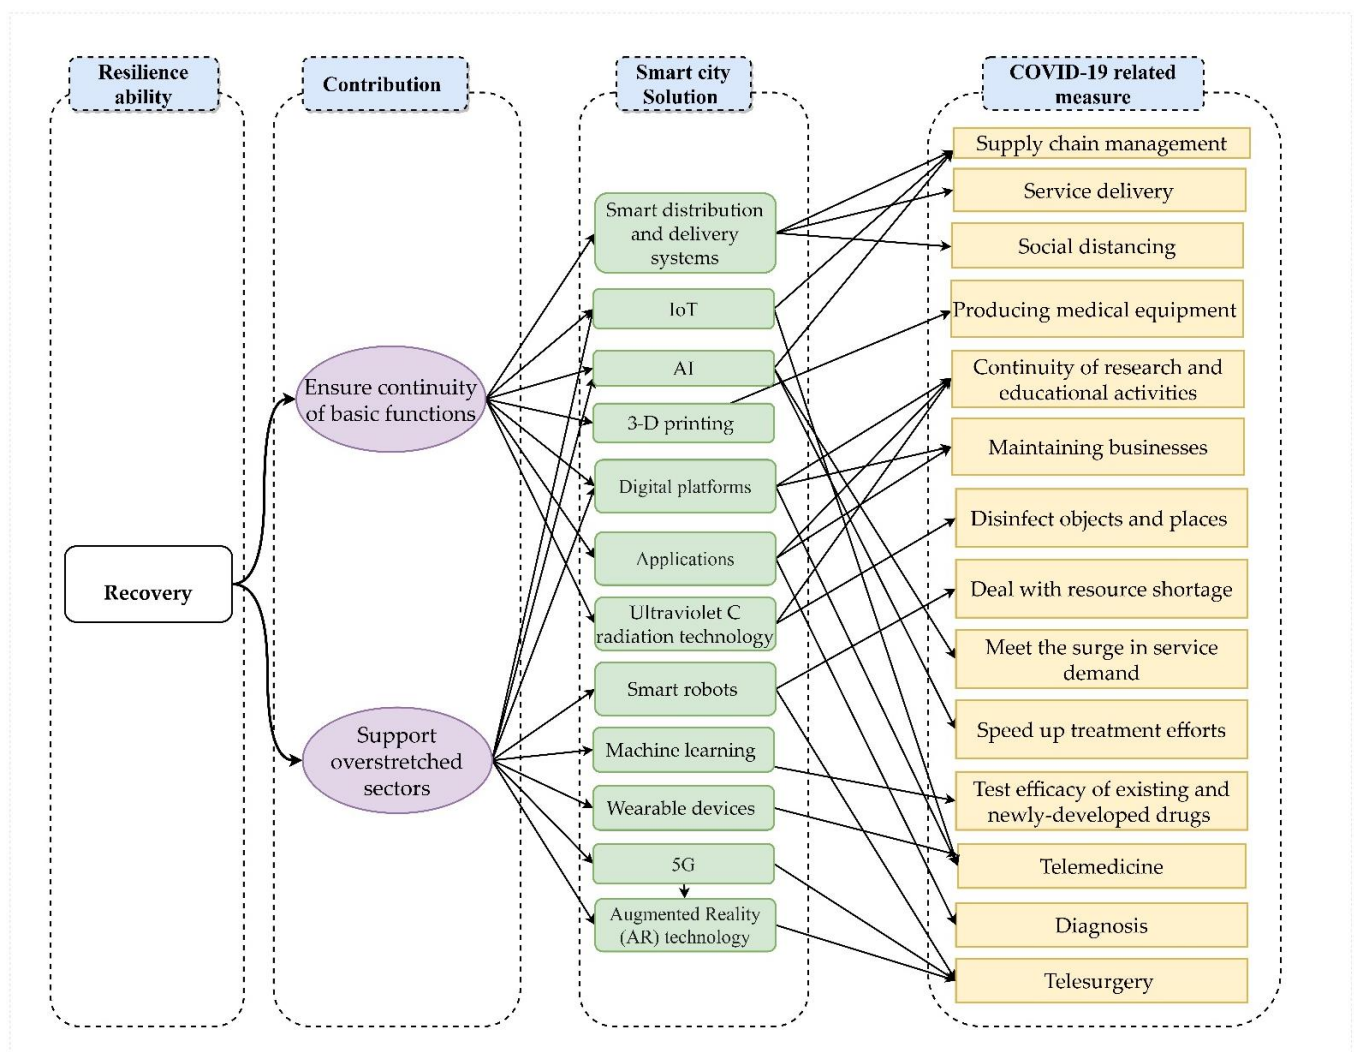 Resilience
ability
Contribution
Smart city
Solution
COVID-19 related
measure
Recovery
Ensure continuity
of basic functions
Support
overstretched
sectors
Smart distribution
and delivery
systems
IoT
AI
3-D printing
Digital platforms
Applications
Ultraviolet C
radiation technology
Smart robots
Machine learning
Wearable devices
5G
Augmented Reality
(AR) technology
Supply chain management
Service delivery
Social distancing
Producing medical equipment
Continuity of research and
educational activities
Maintaining businesses
Disinfect objects and places
Deal with resource shortage
Meet the surge in service
demand
Speed up treatment efforts
Test efficacy of existing and
newly-developed drugs
Telemedicine
Diagnosis
Telesurgery